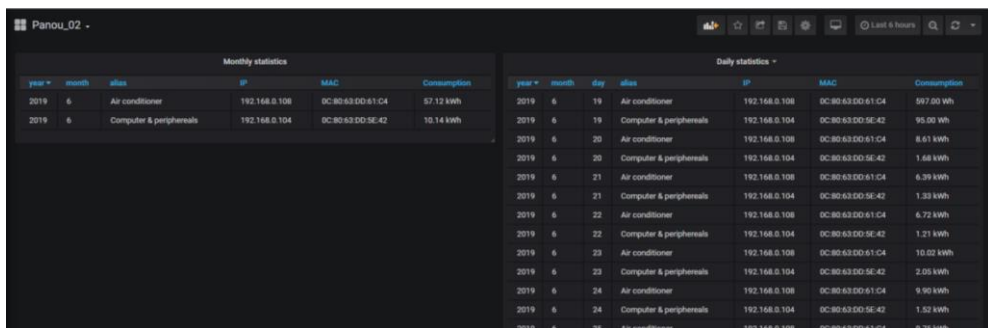 Panou_02
Last 6 hours
Monthly statistics
year month alias IP MAC Consumption
2019 6 Air conditioner 192.168.0.108 0C:80:63:DD:61:C4 57.12 kWh
2019 6 Computer & periphereals 192.168.0.104 0C:80:63:DD:5E:42 10.14 kWh
Daily statistics
year month day alias IP MAC Consumption
2019 6 19 Air conditioner 192.168.0.108 0C:80:63:DD:61:C4 597.00 Wh
2019 6 19 Computer & periphereals 192.168.0.104 0C:80:63:DD:5E:42 95.00 Wh
2019 6 20 Air conditioner 192.168.0.108 0C:80:63:DD:61:C4 8.61 kWh
2019 6 20 Computer & periphereals 192.168.0.104 0C:80:63:DD:5E:42 1.68 kWh
2019 6 21 Air conditioner 192.168.0.108 0C:80:63:DD:61:C4 6.39 kWh
2019 6 21 Computer & periphereals 192.168.0.104 0C:80:63:DD:5E:42 1.33 kWh
2019 6 22 Air conditioner 192.168.0.108 0C:80:63:DD:61:C4 6.72 kWh
2019 6 22 Computer & periphereals 192.168.0.104 0C:80:63:DD:5E:42 1.21 kWh
2019 6 23 Air conditioner 192.168.0.108 0C:80:63:DD:61:C4 10.02 kWh
2019 6 23 Computer & periphereals 192.168.0.104 0C:80:63:DD:5E:42 2.05 kWh
2019 6 24 Air conditioner 192.168.0.108 0C:80:63:DD:61:C4 9.90 kWh
2019 6 24 Computer & periphereals 192.168.0.104 0C:80:63:DD:5E:42 1.52 kWh